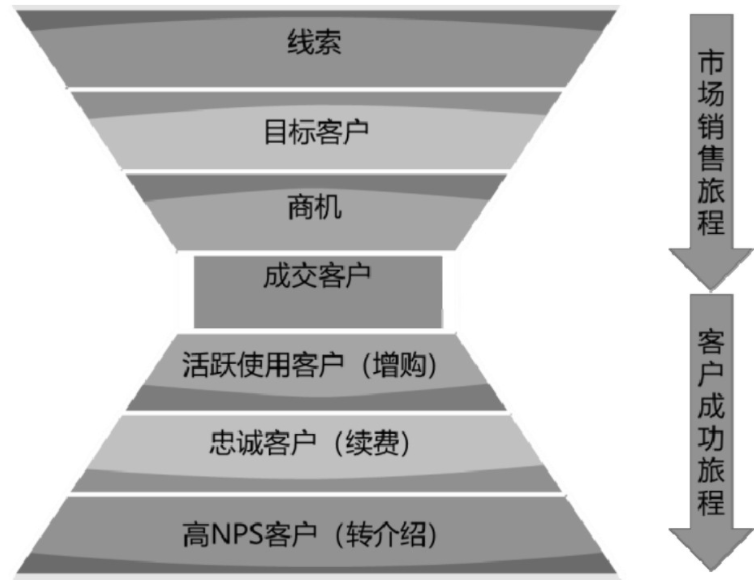 线索
目标客户
商机
成交客户
活跃使用客户（增购）
忠诚客户（续费）
高NPS客户（转介绍）
市场销售旅程
客户成功旅程